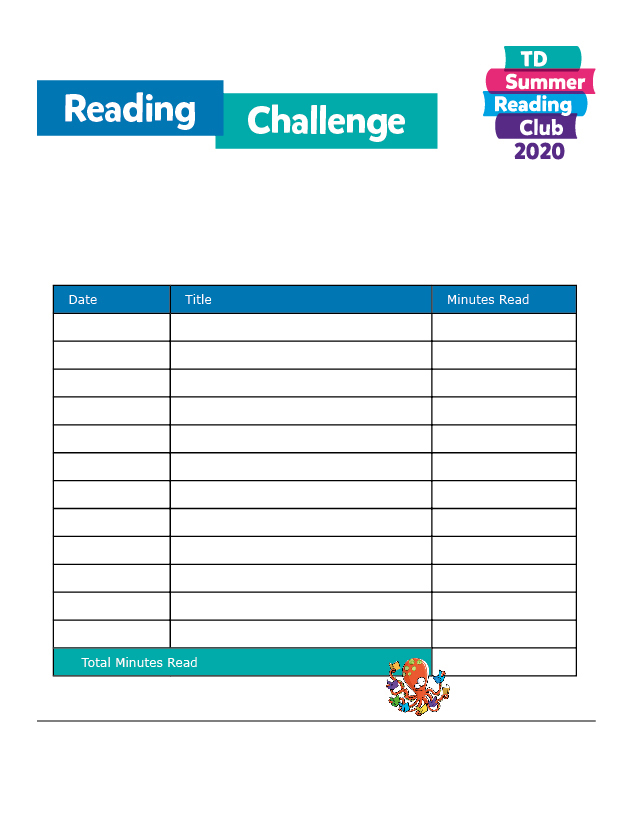 Reading
Challenge
TD
Summer
Reading
Club
2020
Date Title Minutes Read
Total Minutes Read